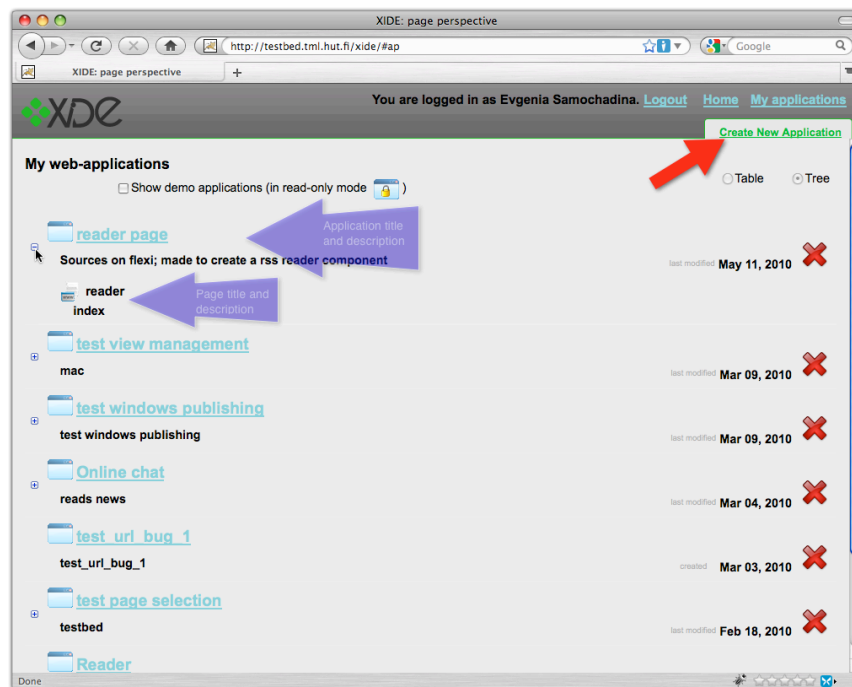 XIDE: page perspective
http://testbed.tml.hut.fi/xide/#ap
Google
XIDE: page perspective
+
XIDE
You are logged in as Evgenia Samochadina. Logout Home My applications
Create New Application
My web-applications
Show demo applications (in read-only mode )
Table Tree
reader page
Application title
and description
Sources on flexi; made to create a rss reader component
last modified May 11, 2010
reader
index
Page title and
description
test view management
mac
last modified Mar 09, 2010
test windows publishing
test windows publishing
last modified Mar 09, 2010
Online chat
reads news
last modified Mar 04, 2010
test_url_bug_1
test_url_bug_1
created Mar 03, 2010
test page selection
testbed
last modified Feb 18, 2010
Reader
Done